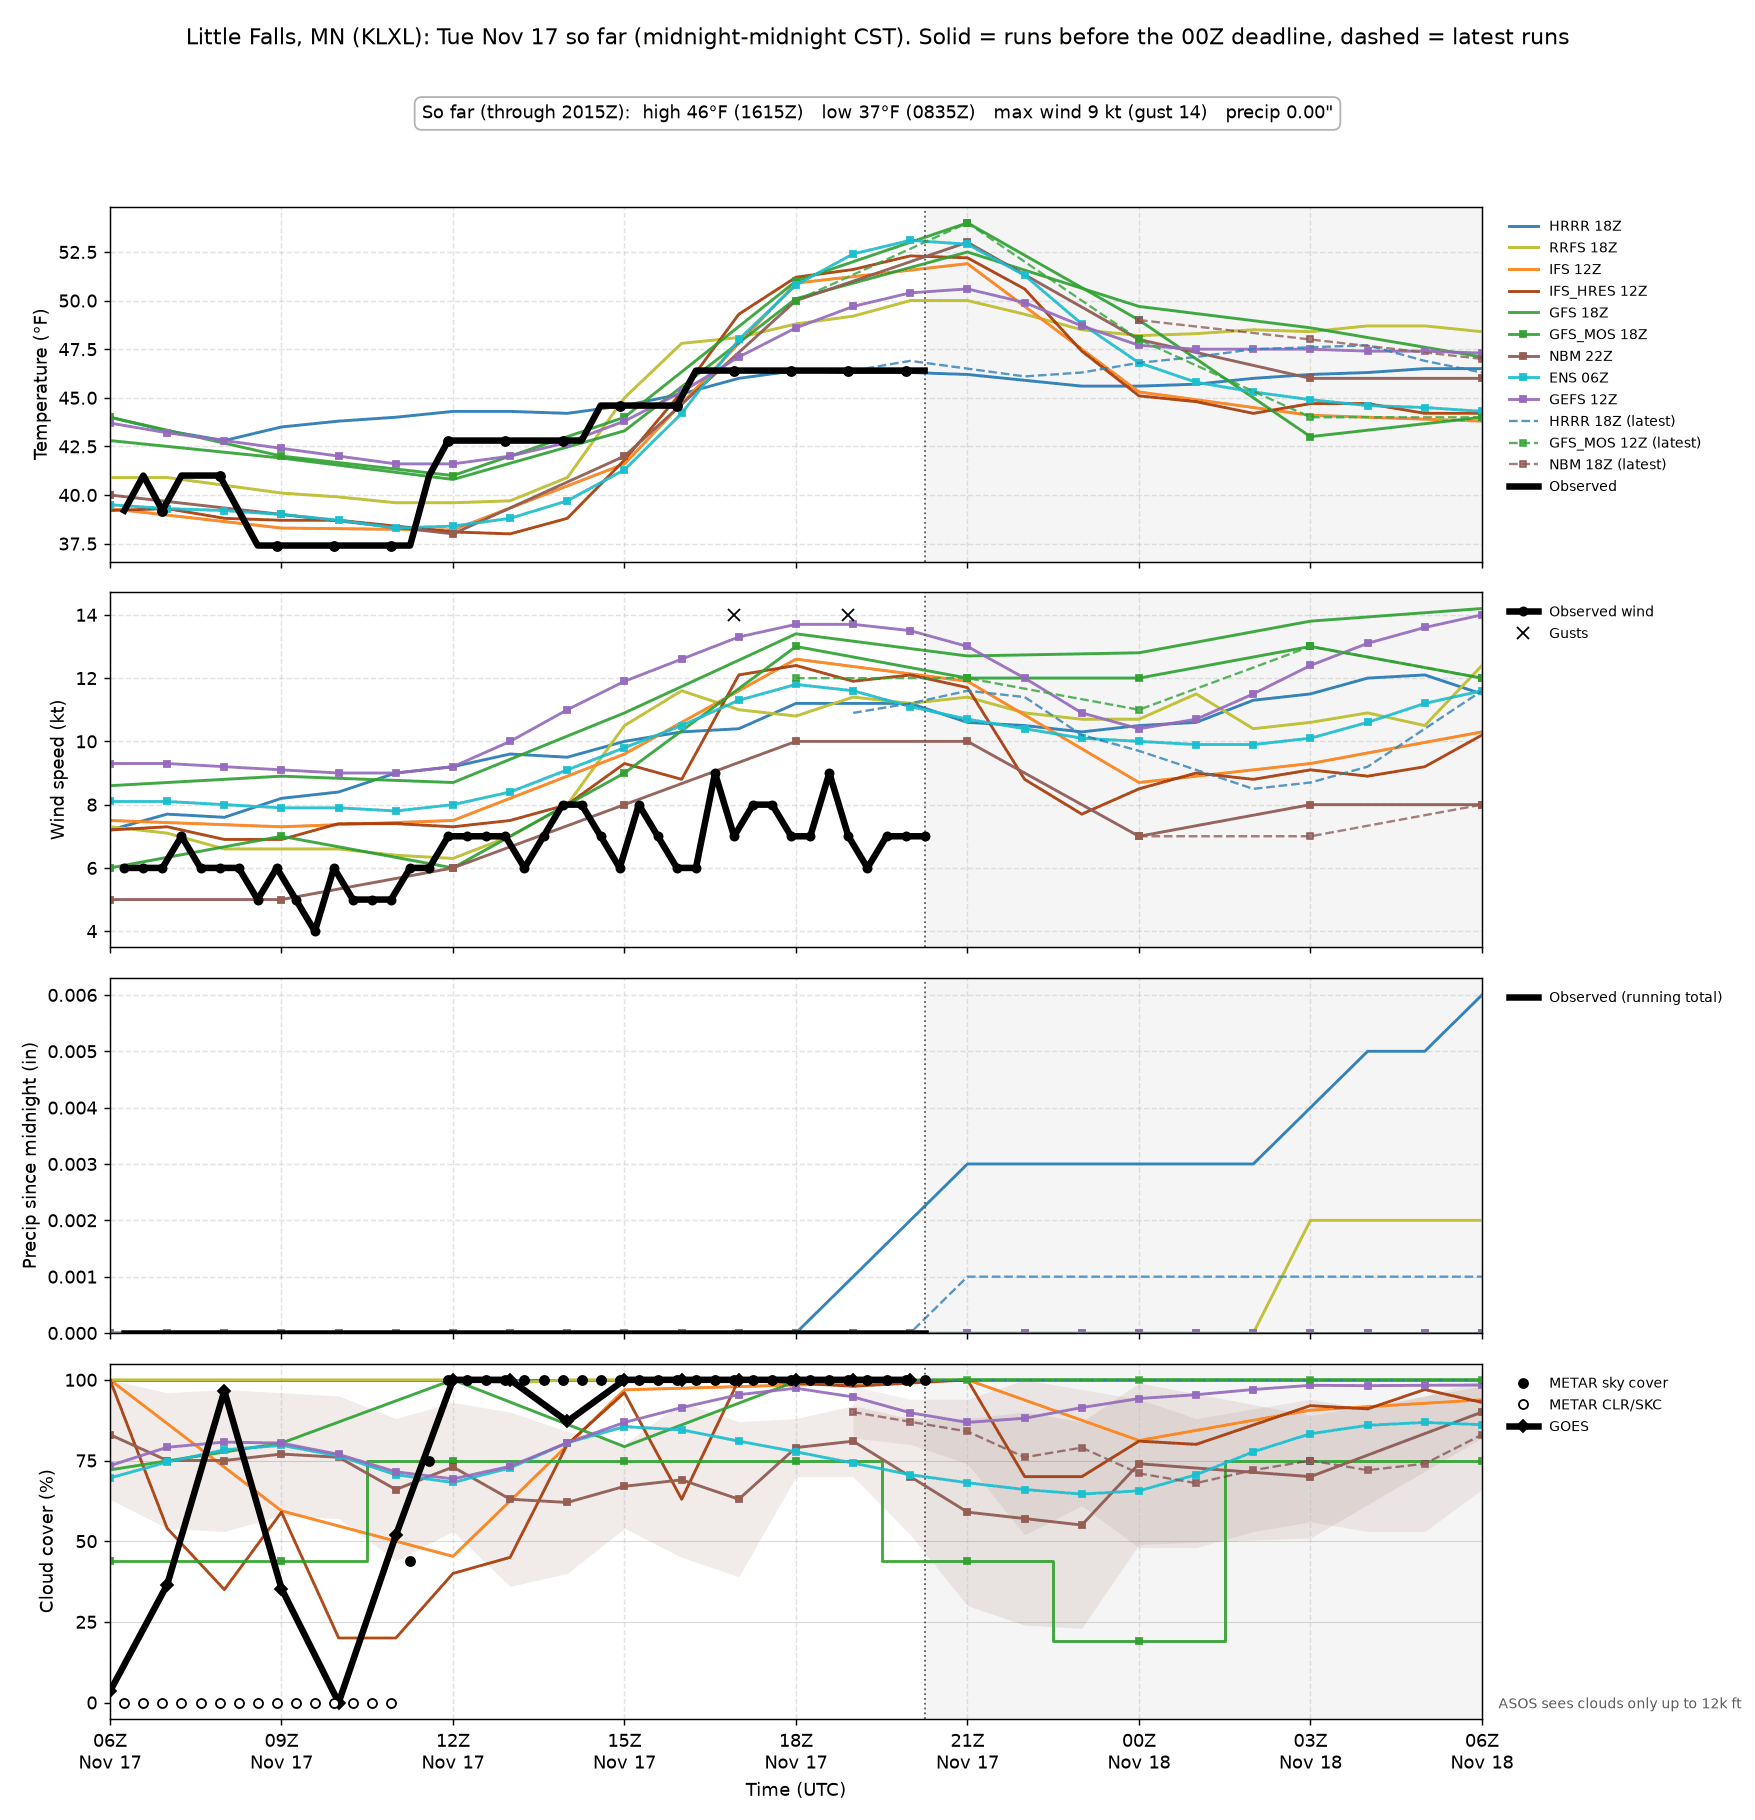 Little Falls, MN (KLXL): Tue Nov 17 so far (midnight-midnight CST). Solid = runs before the 00Z deadline, dashed = latest runs
So far (through 2015Z):  high 46°F (1615Z)   low 37°F (0835Z)   max wind 9 kt (gust 14)   precip 0.00"
Temperature (°F)
52.5
50.0
47.5
45.0
42.5
40.0
37.5
HRRR 18Z
RRFS 18Z
IFS 12Z
IFS_HRES 12Z
GFS 18Z
GFS_MOS 18Z
NBM 22Z
ENS 06Z
GEFS 12Z
HRRR 18Z (latest)
GFS_MOS 12Z (latest)
NBM 18Z (latest)
Observed
Wind speed (kt)
14
12
10
8
6
4
Observed wind
Gusts
Precip since midnight (in)
0.006
0.005
0.004
0.003
0.002
0.001
0.000
Observed (running total)
Cloud cover (%)
100
75
50
25
0
METAR sky cover
METAR CLR/SKC
GOES
ASOS sees clouds only up to 12k ft
06Z 09Z 12Z 15Z 18Z 21Z 00Z 03Z 06Z
Nov 17 Nov 17 Nov 17 Nov 17 Nov 17 Nov 17 Nov 18 Nov 18 Nov 18
Time (UTC)